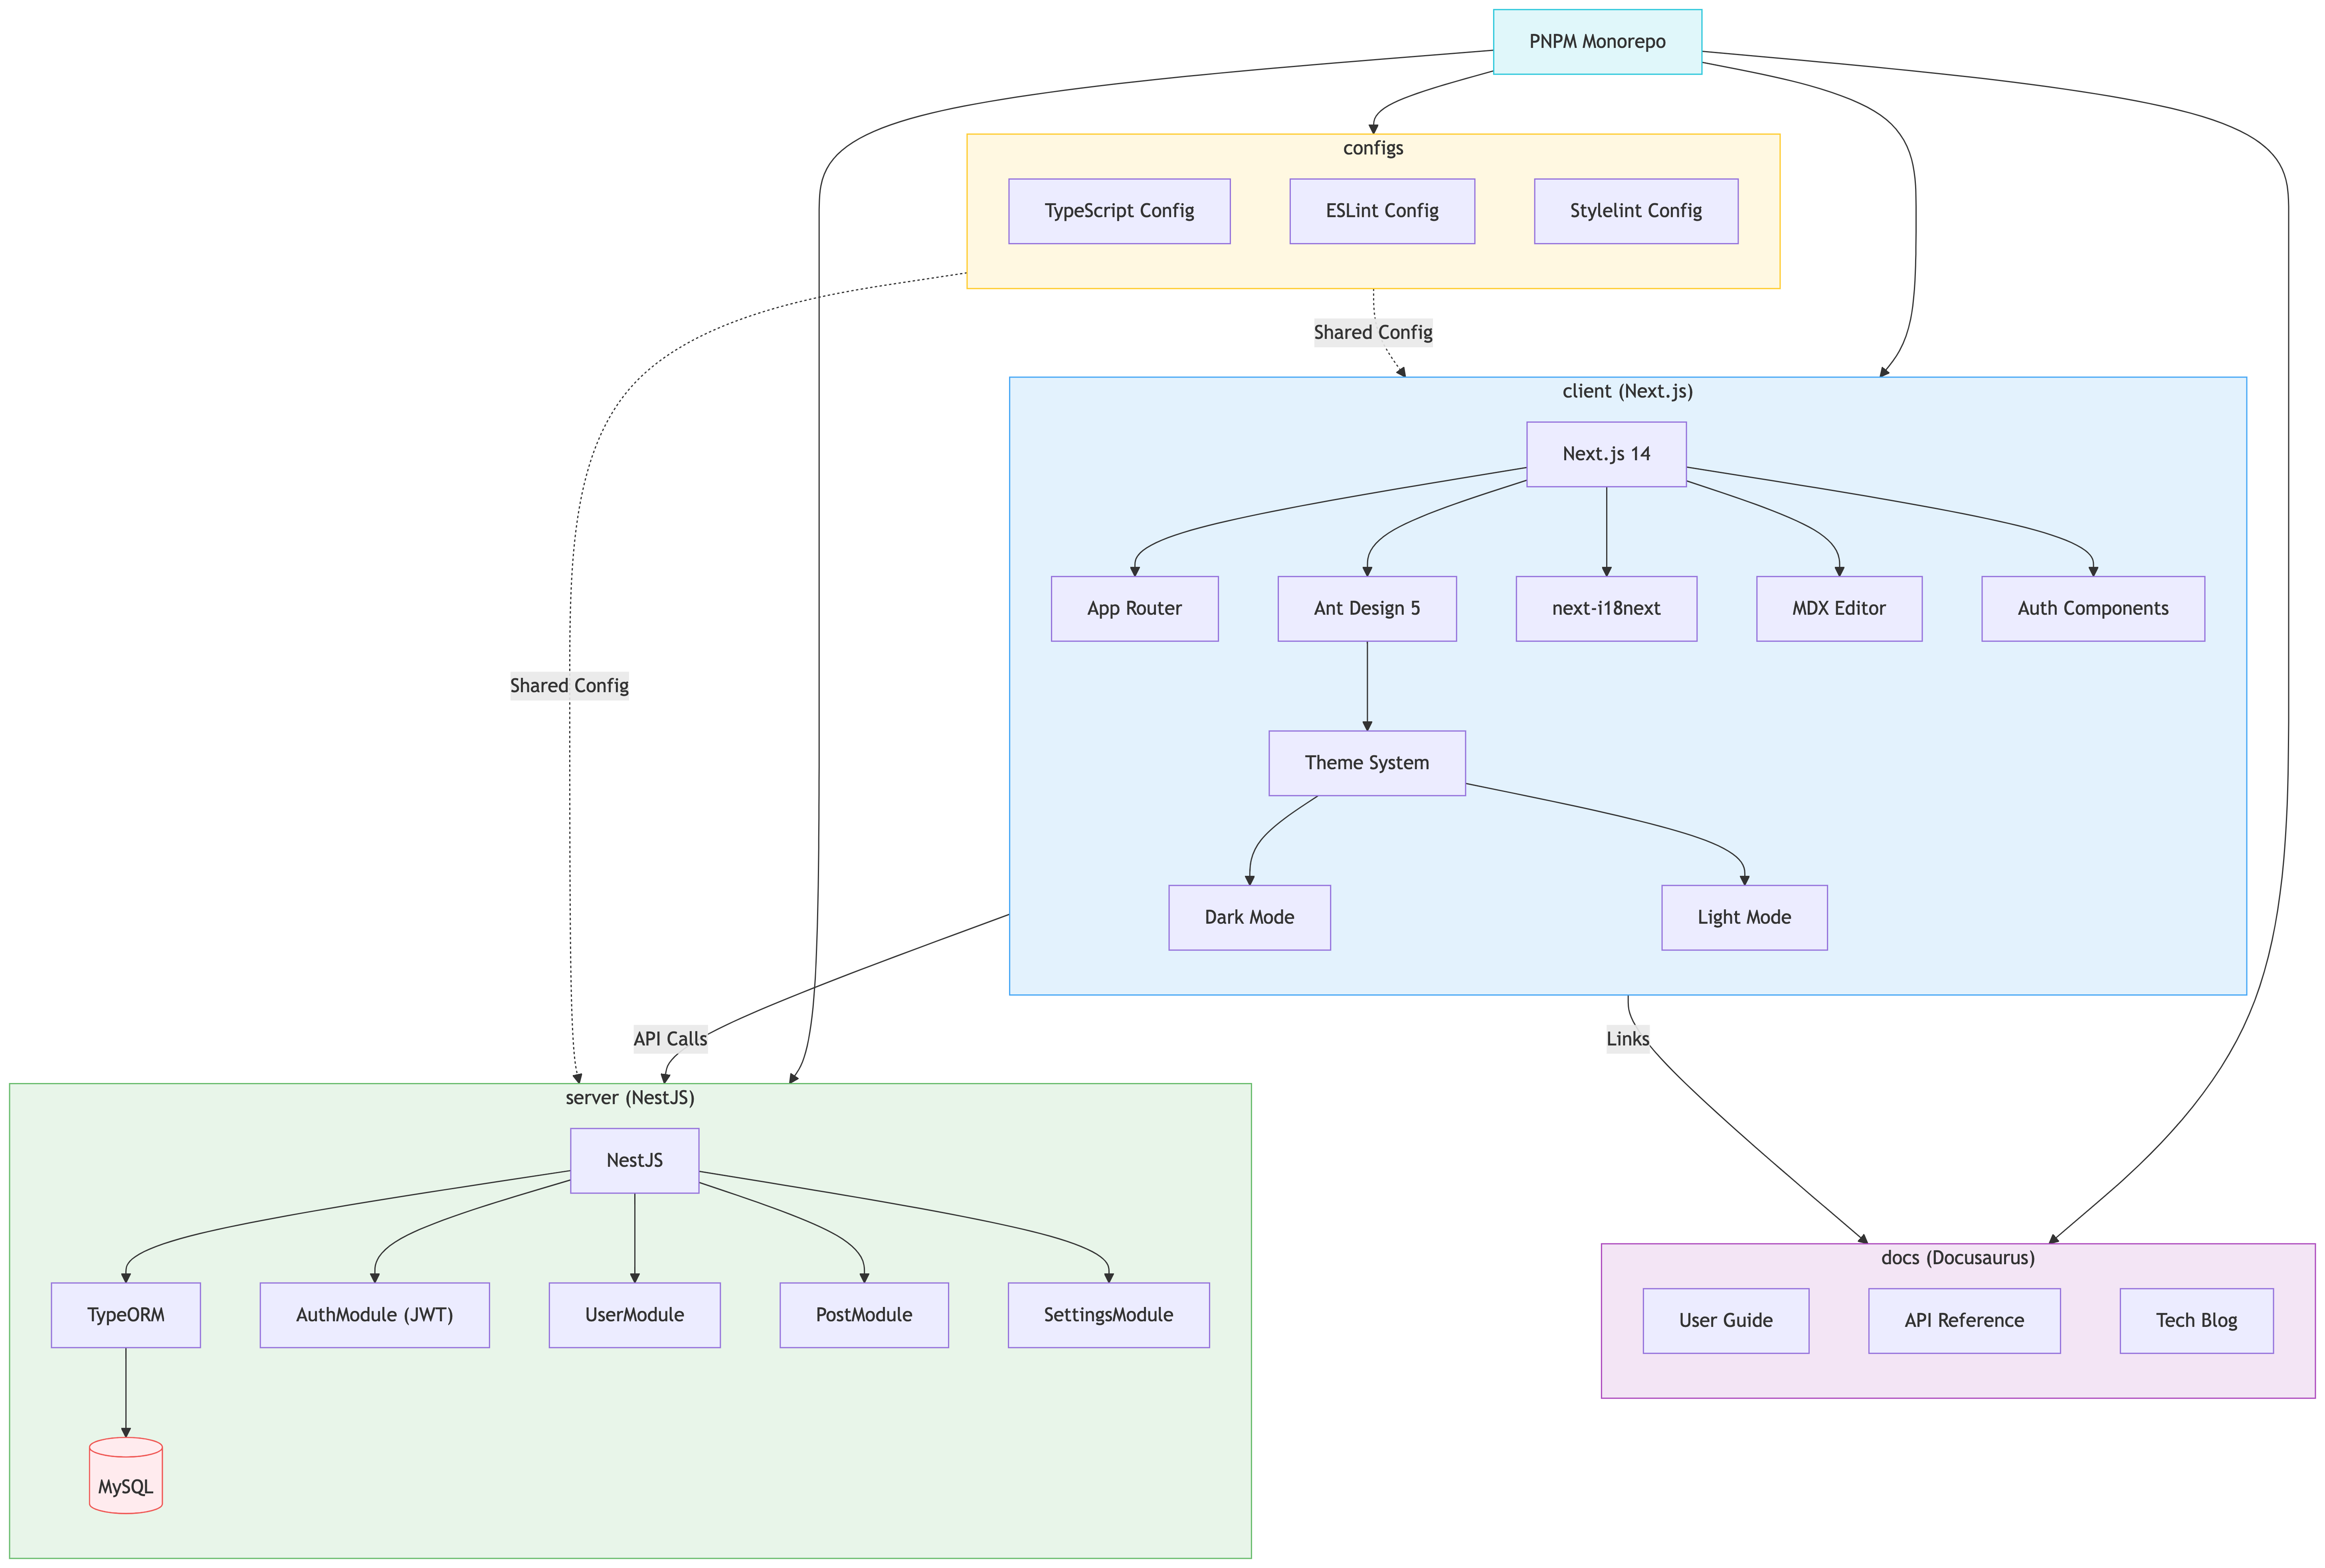 PNPM Monorepo
configs
TypeScript Config
ESLint Config
Stylelint Config
Shared Config
client (Next.js)
Next.js 14
App Router
Ant Design 5
next-i18next
MDX Editor
Auth Components
Shared Config
Theme System
Dark Mode
Light Mode
API Calls
Links
server (NestJS)
NestJS
TypeORM
AuthModule (JWT)
UserModule
PostModule
SettingsModule
MySQL
docs (Docusaurus)
User Guide
API Reference
Tech Blog